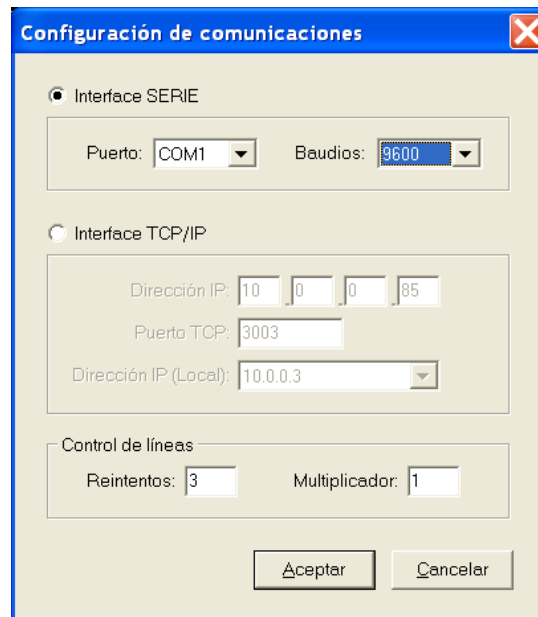 Configuración de comunicaciones
Interface SERIE
Puerto: COM1 Baudios: 9600
Interface TCP/IP
Dirección IP: 10 . 0 . 0 . 85
Puerto TCP: 3003
Dirección IP (Local): 10.0.0.3
Control de líneas
Reintentos: 3 Multiplicador: 1
Aceptar Cancelar